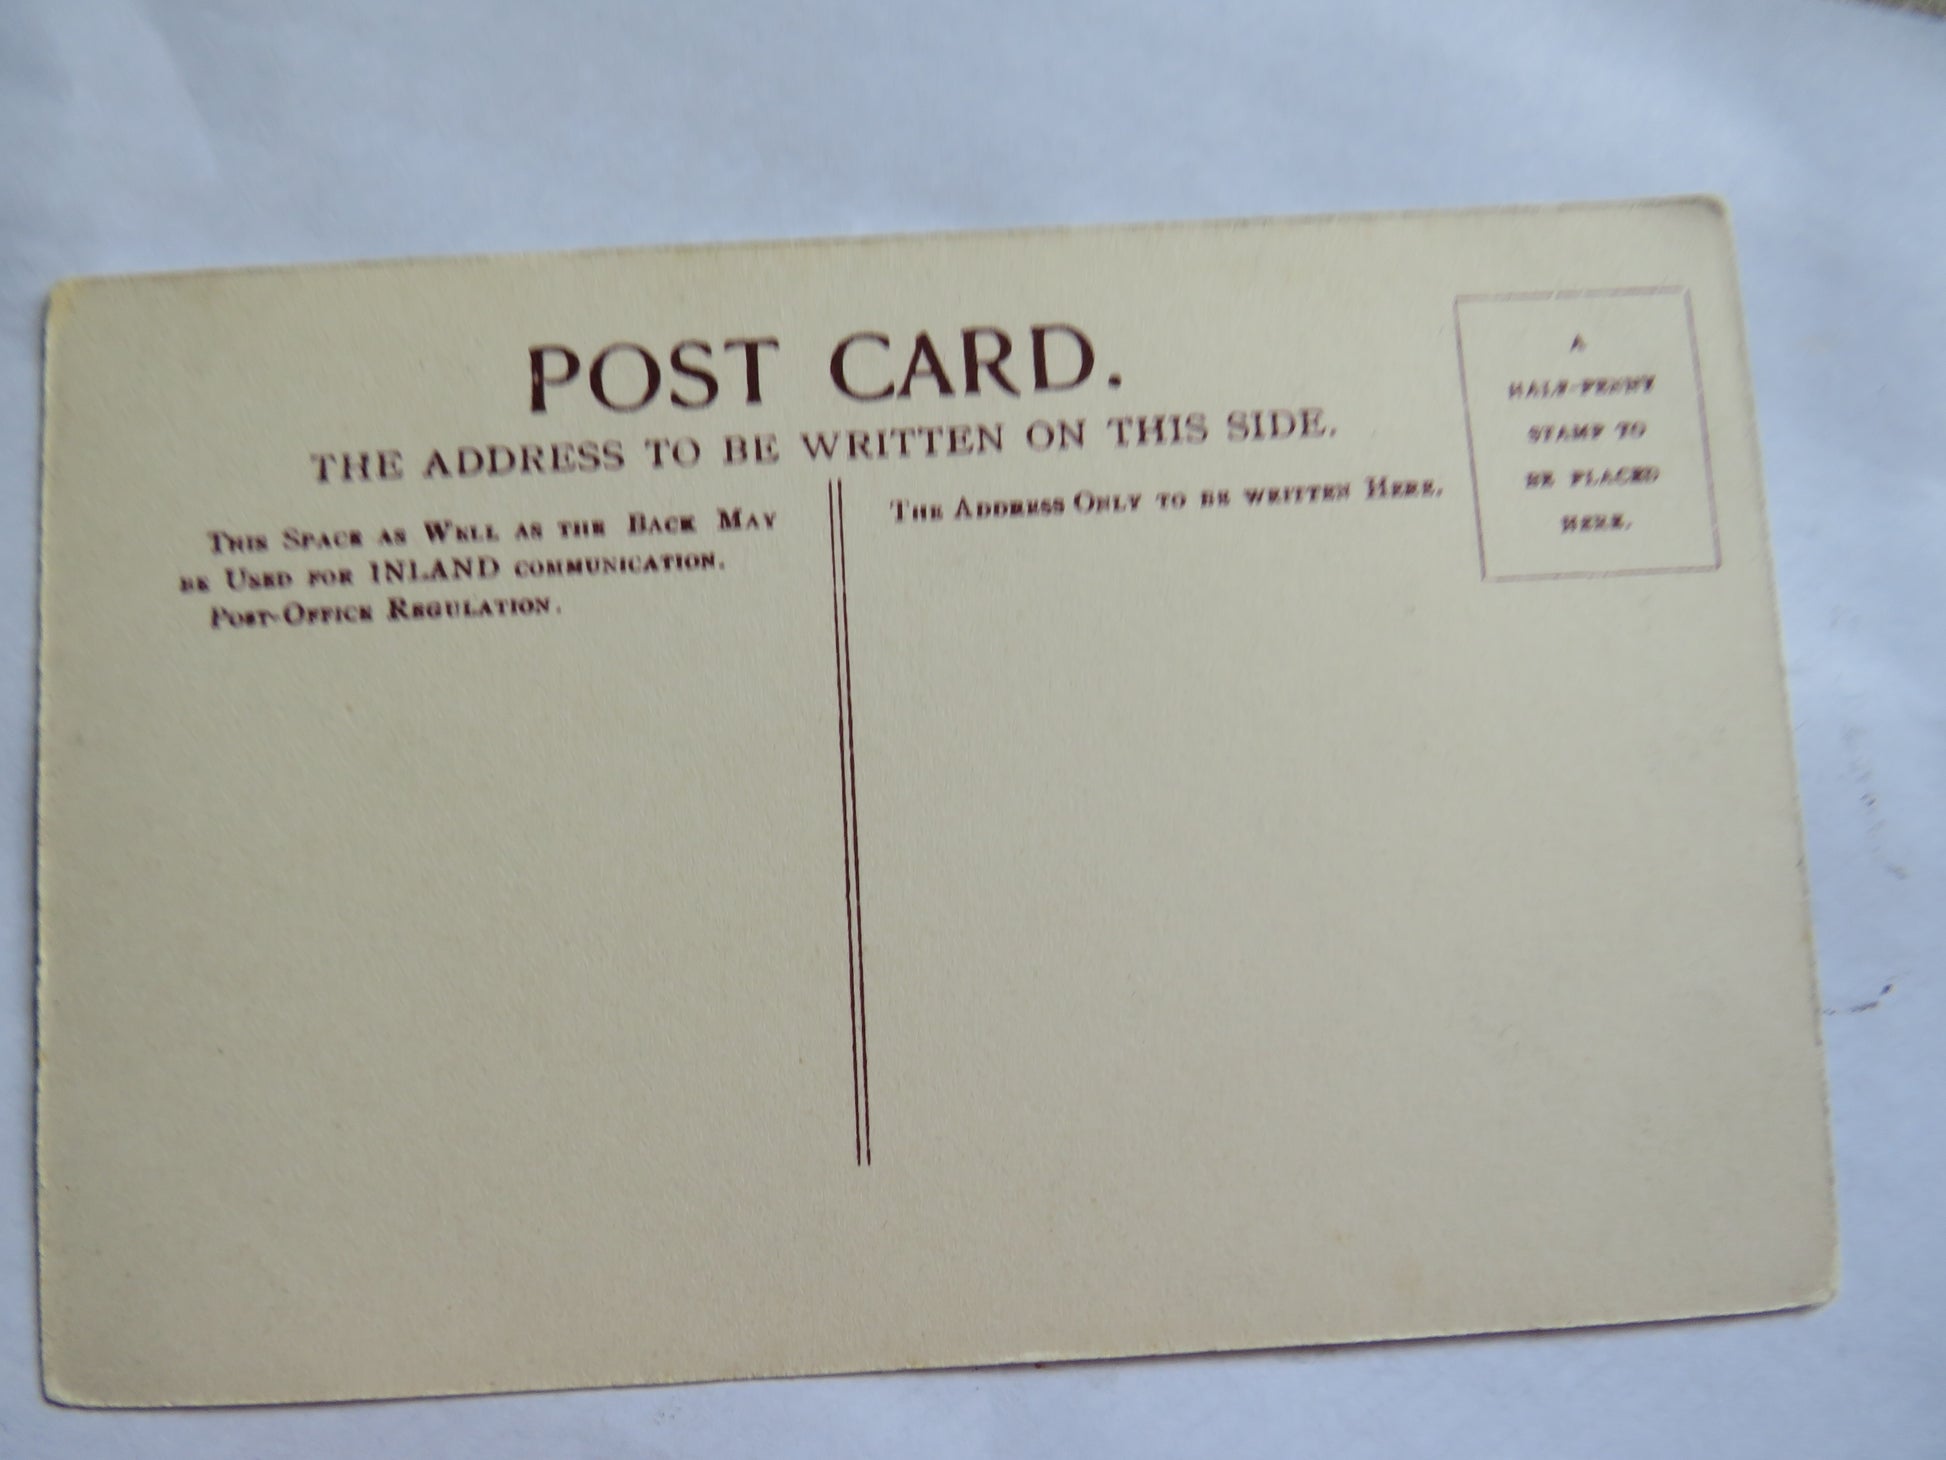 POST CARD.
THE ADDRESS TO BE WRITTEN ON THIS SIDE.
This Space as Well as the Back May
be Used for INLAND communication.
Post-Office Regulation.
The Address Only to be written Here.
A
HALF-PENNY
STAMP TO
BE PLACED
HERE.